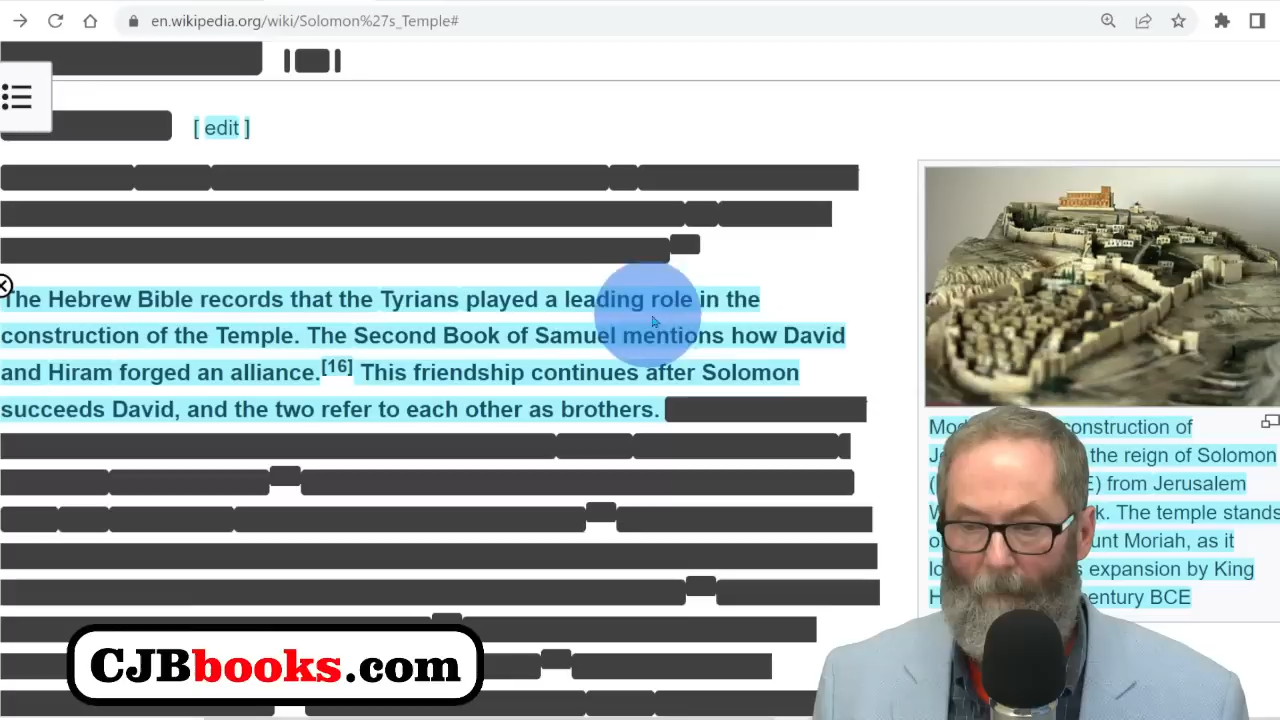 en.wikipedia.org/wiki/Solomon%27s_Temple#
[ edit ]
The Hebrew Bible records that the Tyrians played a leading role in the
construction of the Temple. The Second Book of Samuel mentions how David
and Hiram forged an alliance.[16] This friendship continues after Solomon
succeeds David, and the two refer to each other as brothers.
construction of
the reign of Solomon
from Jerusalem
The temple stands
Moriah, as it
expansion by King
century BCE
CJBbooks.com